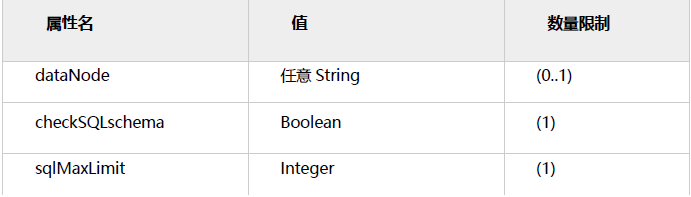 属性名 值 数量限制
dataNode 任意 String (0..1)
checkSQLschema Boolean (1)
sqlMaxLimit Integer (1)